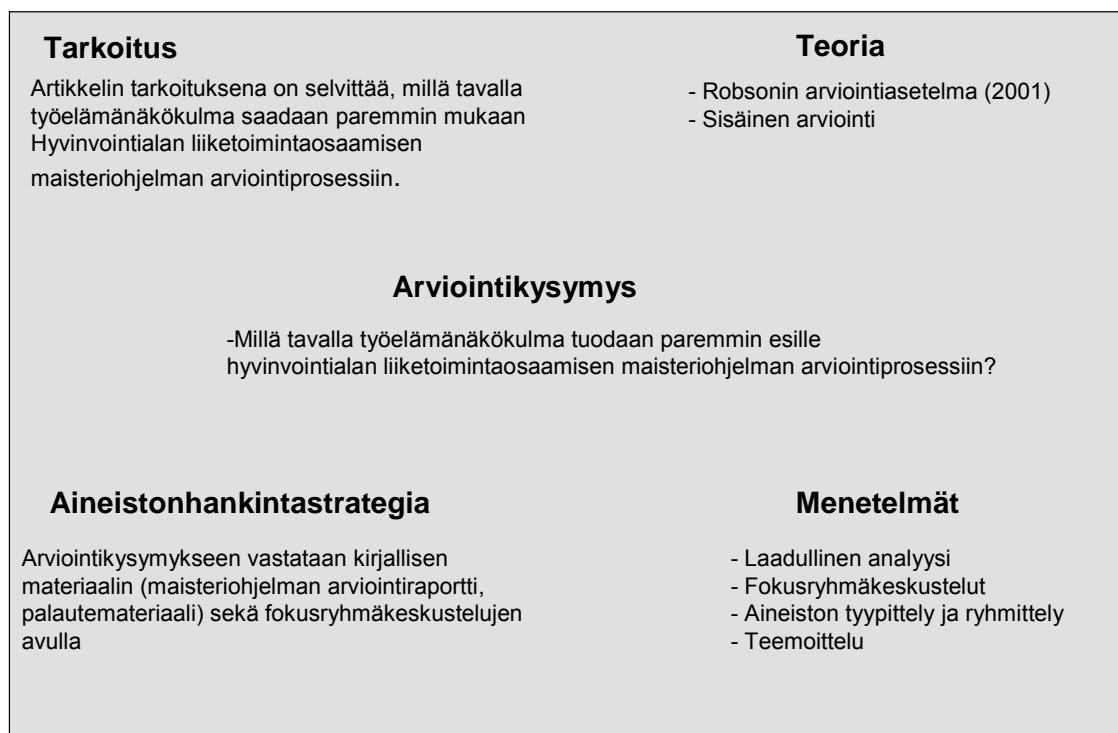 Tarkoitus
Artikkelin tarkoituksena on selvittää, millä tavalla
työelämänäkökulma saadaan paremmin mukaan
Hyvinvointialan liiketoimintaosaamisen
maisteriohjelman arviointiprosessiin.
Teoria
- Robsonin arviointiasetelma (2001)
- Sisäinen arviointi
Arviointikysymys
-Millä tavalla työelämänäkökulma tuodaan paremmin esille
hyvinvointialan liiketoimintaosaamisen maisteriohjelman arviointiprosessiin?
Aineistonhankintastrategia
Arviointikysymykseen vastataan kirjallisen
materiaalin (maisteriohjelman arviointiraportti,
palautemateriaali) sekä fokusryhmäkeskustelujen
avulla
Menetelmät
- Laadullinen analyysi
- Fokusryhmäkeskustelut
- Aineiston tyypittely ja ryhmittely
- Teemoittelu